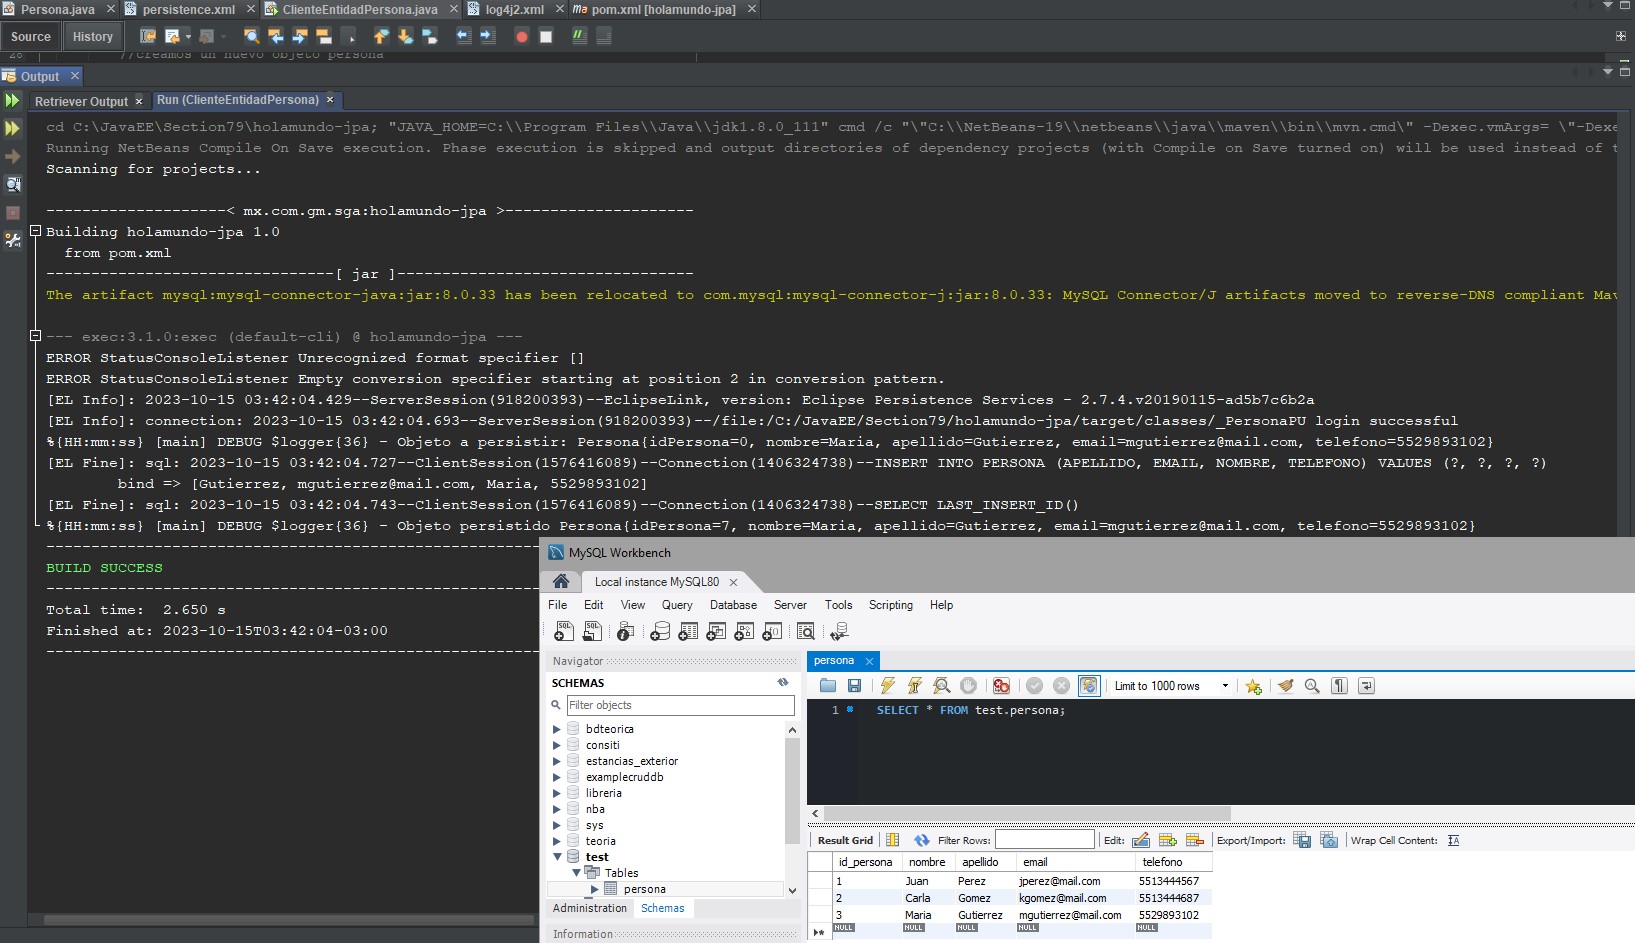 Persona.java
persistence.xml
ClienteEntidadPersona.java
log4j2.xml
pom.xml [holamundo-jpa]
Source
History
//creamos un nuevo objeto persona
Output
Retriever Output
Run (ClienteEntidadPersona)
cd C:\JavaEE\Section79\holamundo-jpa; "JAVA_HOME=C:\\Program Files\\Java\\jdk1.8.0_111" cmd /c "\"C:\\NetBeans-19\\netbeans\\java\\maven\\bin\\mvn.cmd\" -Dexec.vmArgs= \"-Dexe
Running NetBeans Compile On Save execution. Phase execution is skipped and output directories of dependency projects (with Compile on Save turned on) will be used instead of t
Scanning for projects...
--------------------< mx.com.gm.sga:holamundo-jpa >---------------------
Building holamundo-jpa 1.0
from pom.xml
--------------------------------[ jar ]---------------------------------
The artifact mysql:mysql-connector-java:jar:8.0.33 has been relocated to com.mysql:mysql-connector-j:jar:8.0.33: MySQL Connector/J artifacts moved to reverse-DNS compliant Mav
--- exec:3.1.0:exec (default-cli) @ holamundo-jpa ---
ERROR StatusConsoleListener Unrecognized format specifier []
ERROR StatusConsoleListener Empty conversion specifier starting at position 2 in conversion pattern.
[EL Info]: 2023-10-15 03:42:04.429--ServerSession(918200393)--EclipseLink, version: Eclipse Persistence Services - 2.7.4.v20190115-ad5b7c6b2a
[EL Info]: connection: 2023-10-15 03:42:04.693--ServerSession(918200393)--/file:/C:/JavaEE/Section79/holamundo-jpa/target/classes/_PersonaPU login successful
%{HH:mm:ss} [main] DEBUG $logger{36} - Objeto a persistir: Persona{idPersona=0, nombre=Maria, apellido=Gutierrez, email=mgutierrez@mail.com, telefono=5529893102}
[EL Fine]: sql: 2023-10-15 03:42:04.727--ClientSession(1576416089)--Connection(1406324738)--INSERT INTO PERSONA (APELLIDO, EMAIL, NOMBRE, TELEFONO) VALUES (?, ?, ?, ?)
bind => [Gutierrez, mgutierrez@mail.com, Maria, 5529893102]
[EL Fine]: sql: 2023-10-15 03:42:04.743--ClientSession(1576416089)--Connection(1406324738)--SELECT LAST_INSERT_ID()
%{HH:mm:ss} [main] DEBUG $logger{36} - Objeto persistido Persona{idPersona=7, nombre=Maria, apellido=Gutierrez, email=mgutierrez@mail.com, telefono=5529893102}
------------------------------------------------------
BUILD SUCCESS
------------------------------------------------------
Total time:  2.650 s
Finished at: 2023-10-15T03:42:04-03:00
------------------------------------------------------
MySQL Workbench
Local instance MySQL80
File Edit View Query Database Server Tools Scripting Help
Navigator
SCHEMAS
Filter objects
bdteorica
consiti
estancias_exterior
examplecruddb
libreria
nba
sys
teoria
test
Tables
persona
Administration Schemas
Information
persona
Limit to 1000 rows
1 SELECT * FROM test.persona;
Result Grid Filter Rows: Edit: Export/Import: Wrap Cell Content:
id_persona nombre apellido email telefono
1 Juan Perez jperez@mail.com 5513444567
2 Carla Gomez kgomez@mail.com 5513444687
3 Maria Gutierrez mgutierrez@mail.com 5529893102
NULL NULL NULL NULL NULL